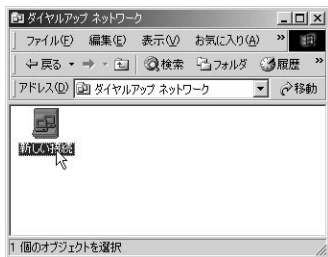 ダイヤルアップ ネットワーク
ファイル(F) 編集(E) 表示(V) お気に入り(A) »
戻る 検索 フォルダ 履歴 »
アドレス(D) ダイヤルアップ ネットワーク 移動
新しい接続
1 個のオブジェクトを選択